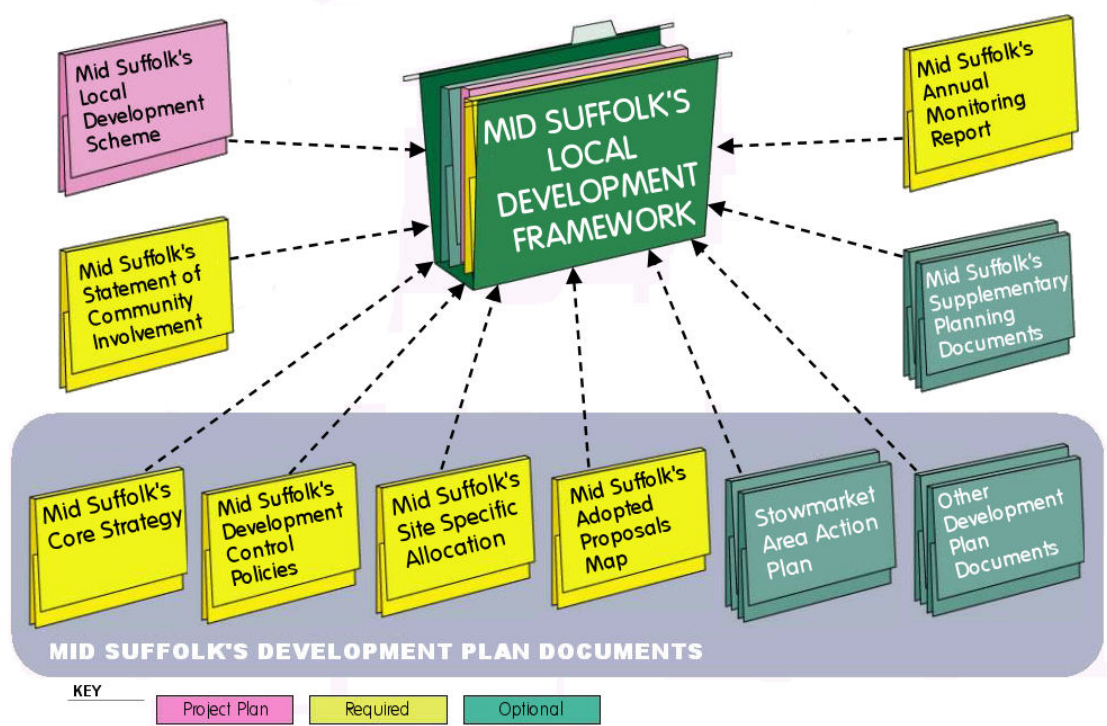 Mid Suffolk's
Local
Development
Scheme
MID SUFFOLK'S
LOCAL
DEVELOPMENT
FRAMEWORK
Mid Suffolk's
Annual
Monitoring
Report
Mid Suffolk's
Statement of
Community
Involvement
Mid Suffolk's
Supplementary
Planning
Documents
Mid Suffolk's
Core Strategy
Mid Suffolk's
Development
Control
Policies
Mid Suffolk's
Site Specific
Allocation
Mid Suffolk's
Adopted
Proposals
Map
Stowmarket
Area Action
Plan
Other
Development
Plan
Documents
MID SUFFOLK'S DEVELOPMENT PLAN DOCUMENTS
KEY
Project Plan
Required
Optional